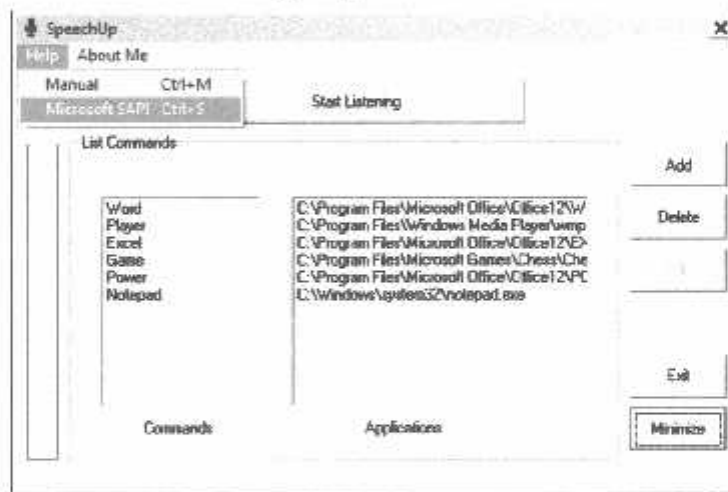 SpeechUp
Help About Me
Manual Ctrl+M
Microsoft SAPI Ctrl+S
Start Listening
List Commands
Add
Word C:\Program Files\Microsoft Office\Office12\W
Player C:\Program Files\Windows Media Player\wmp
Delete
Excel C:\Program Files\Microsoft Office\Office12\EX
Game C:\Program Files\Microsoft Games\Chess\Che
Power C:\Program Files\Microsoft Office\Office12\PO
Notepad C:\Windows\system32\notepad.exe
Exit
Commands Applications Minimize